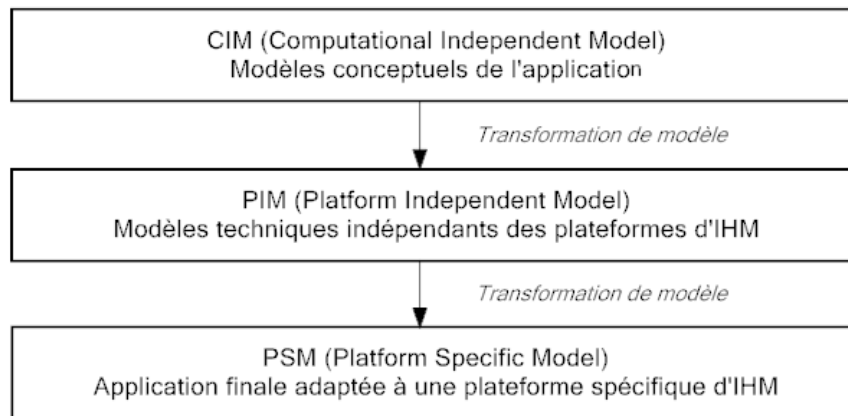 CIM (Computational Independent Model)
Modèles conceptuels de l'application
Transformation de modèle
PIM (Platform Independent Model)
Modèles techniques indépendants des plateformes d'IHM
Transformation de modèle
PSM (Platform Specific Model)
Application finale adaptée à une plateforme spécifique d'IHM